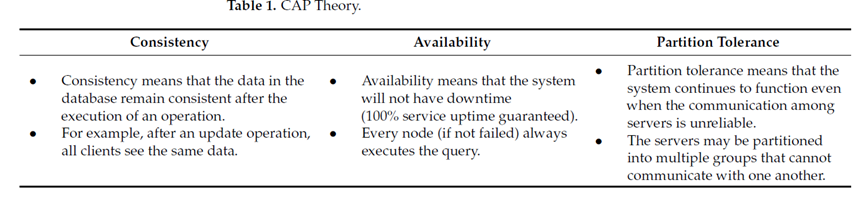 Table 1. CAP Theory.
Consistency
Availability
Partition Tolerance
● Consistency means that the data in the
database remain consistent after the
execution of an operation.
● For example, after an update operation,
all clients see the same data.
● Availability means that the system
will not have downtime
(100% service uptime guaranteed).
● Every node (if not failed) always
executes the query.
● Partition tolerance means that the
system continues to function even
when the communication among
servers is unreliable.
● The servers may be partitioned
into multiple groups that cannot
communicate with one another.